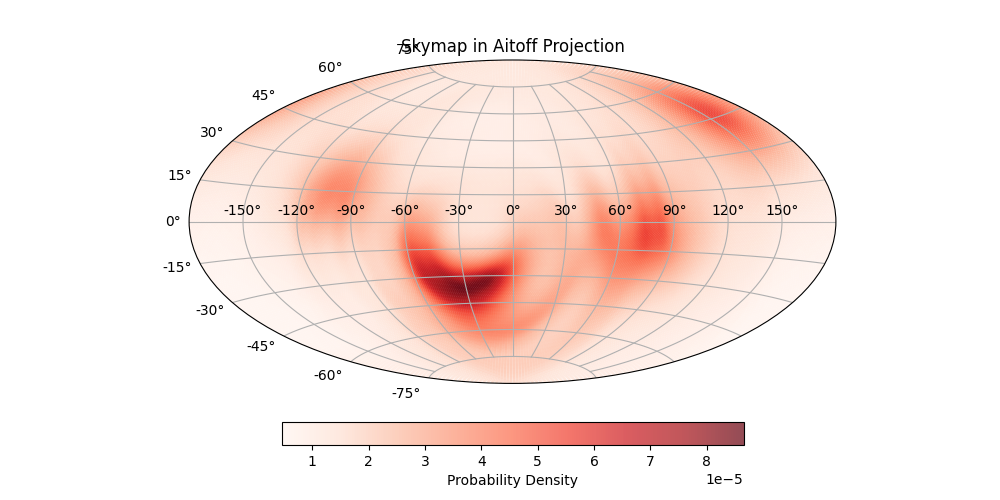 Skymap in Aitoff Projection
75°
60°
45°
30°
15°
-150° -120° -90° -60° -30° 0° 30° 60° 90° 120° 150°
0°
-15°
-30°
-45°
-60°
-75°
1 2 3 4 5 6 7 8
1e−5
Probability Density